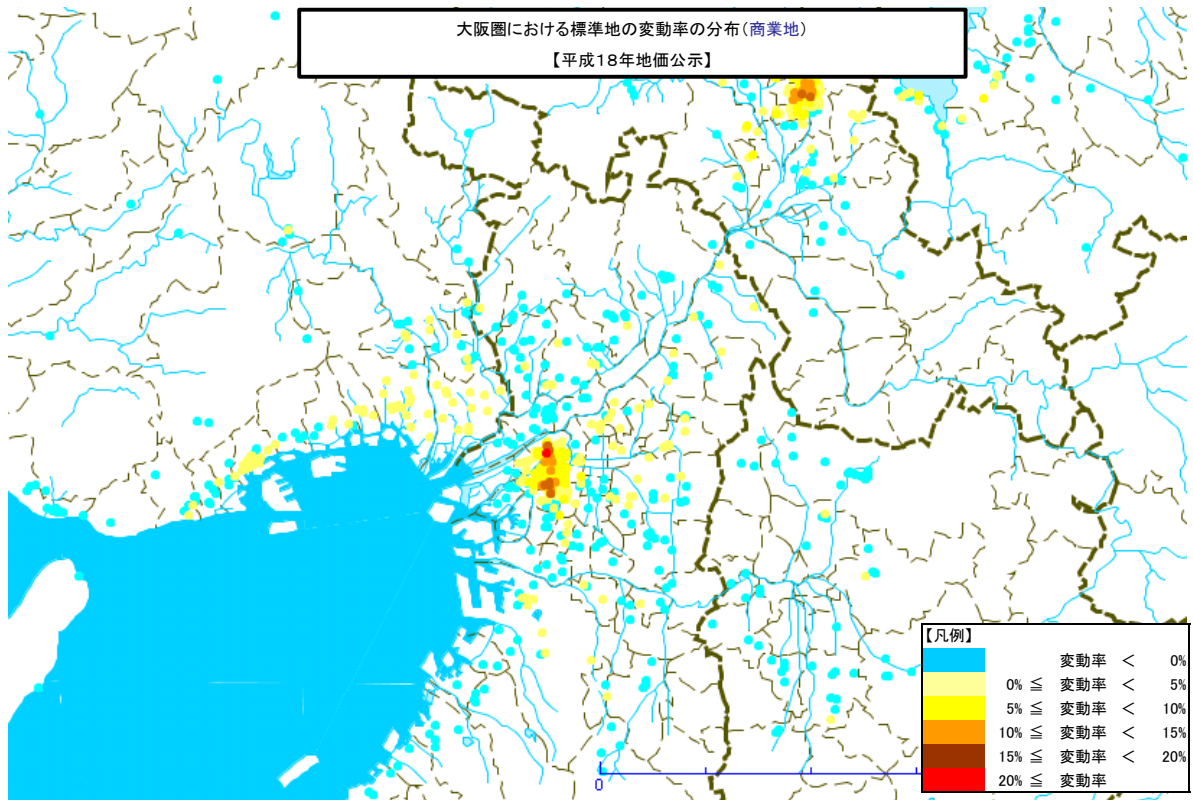 大阪圏における標準地の変動率の分布(商業地)
【平成18年地価公示】
【凡例】
変動率 < 0%
0% ≦ 変動率 < 5%
5% ≦ 変動率 < 10%
10% ≦ 変動率 < 15%
15% ≦ 変動率 < 20%
20% ≦ 変動率
0